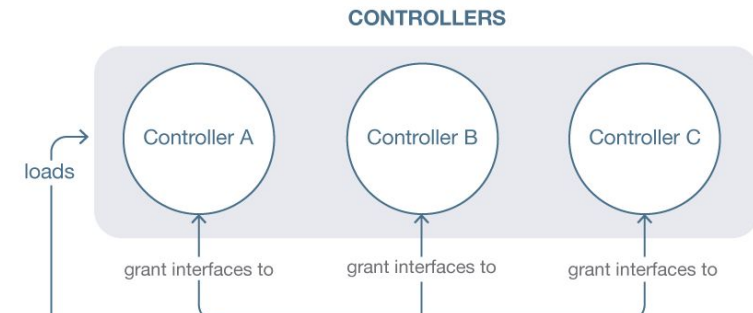 CONTROLLERS
Controller A
Controller B
Controller C
loads
grant interfaces to
grant interfaces to
grant interfaces to